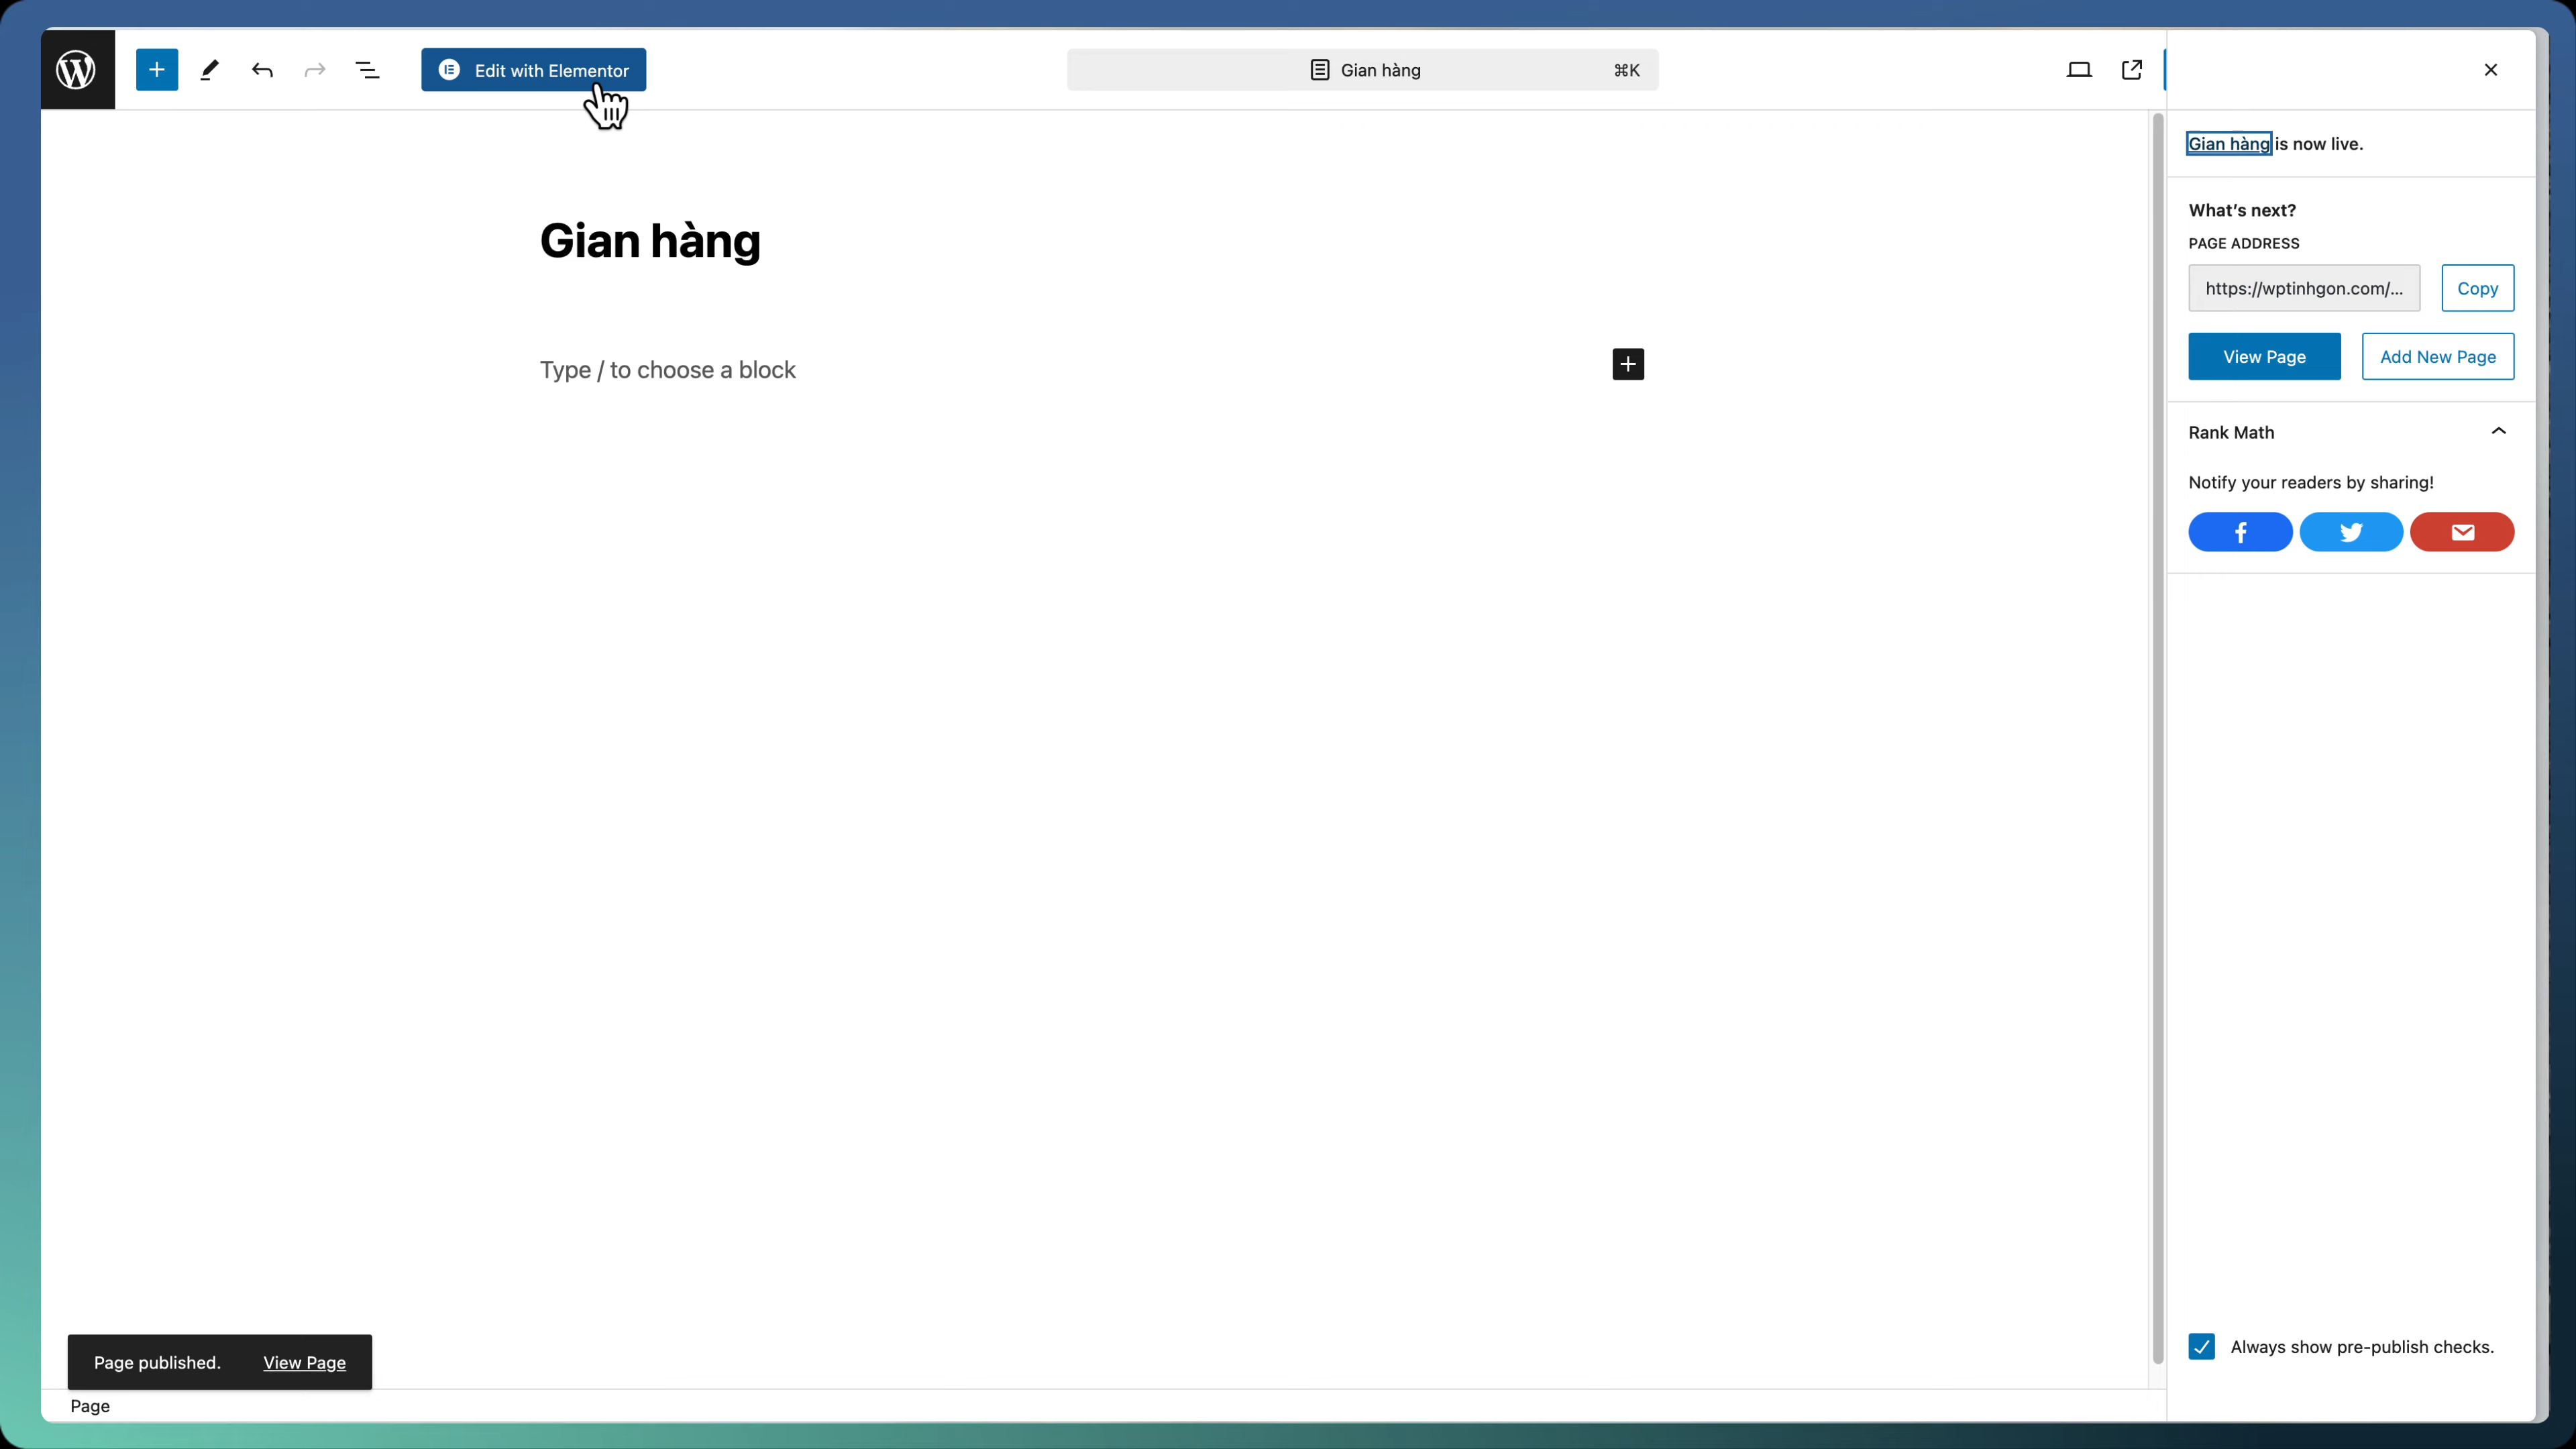 Edit with Elementor
Gian hàng
⌘K
Gian hàng is now live.
What's next?
PAGE ADDRESS
https://wptinhgon.com/...
Copy
View Page
Add New Page
Rank Math
Notify your readers by sharing!
Always show pre-publish checks.
Gian hàng
Type / to choose a block
Page published.
View Page
Page